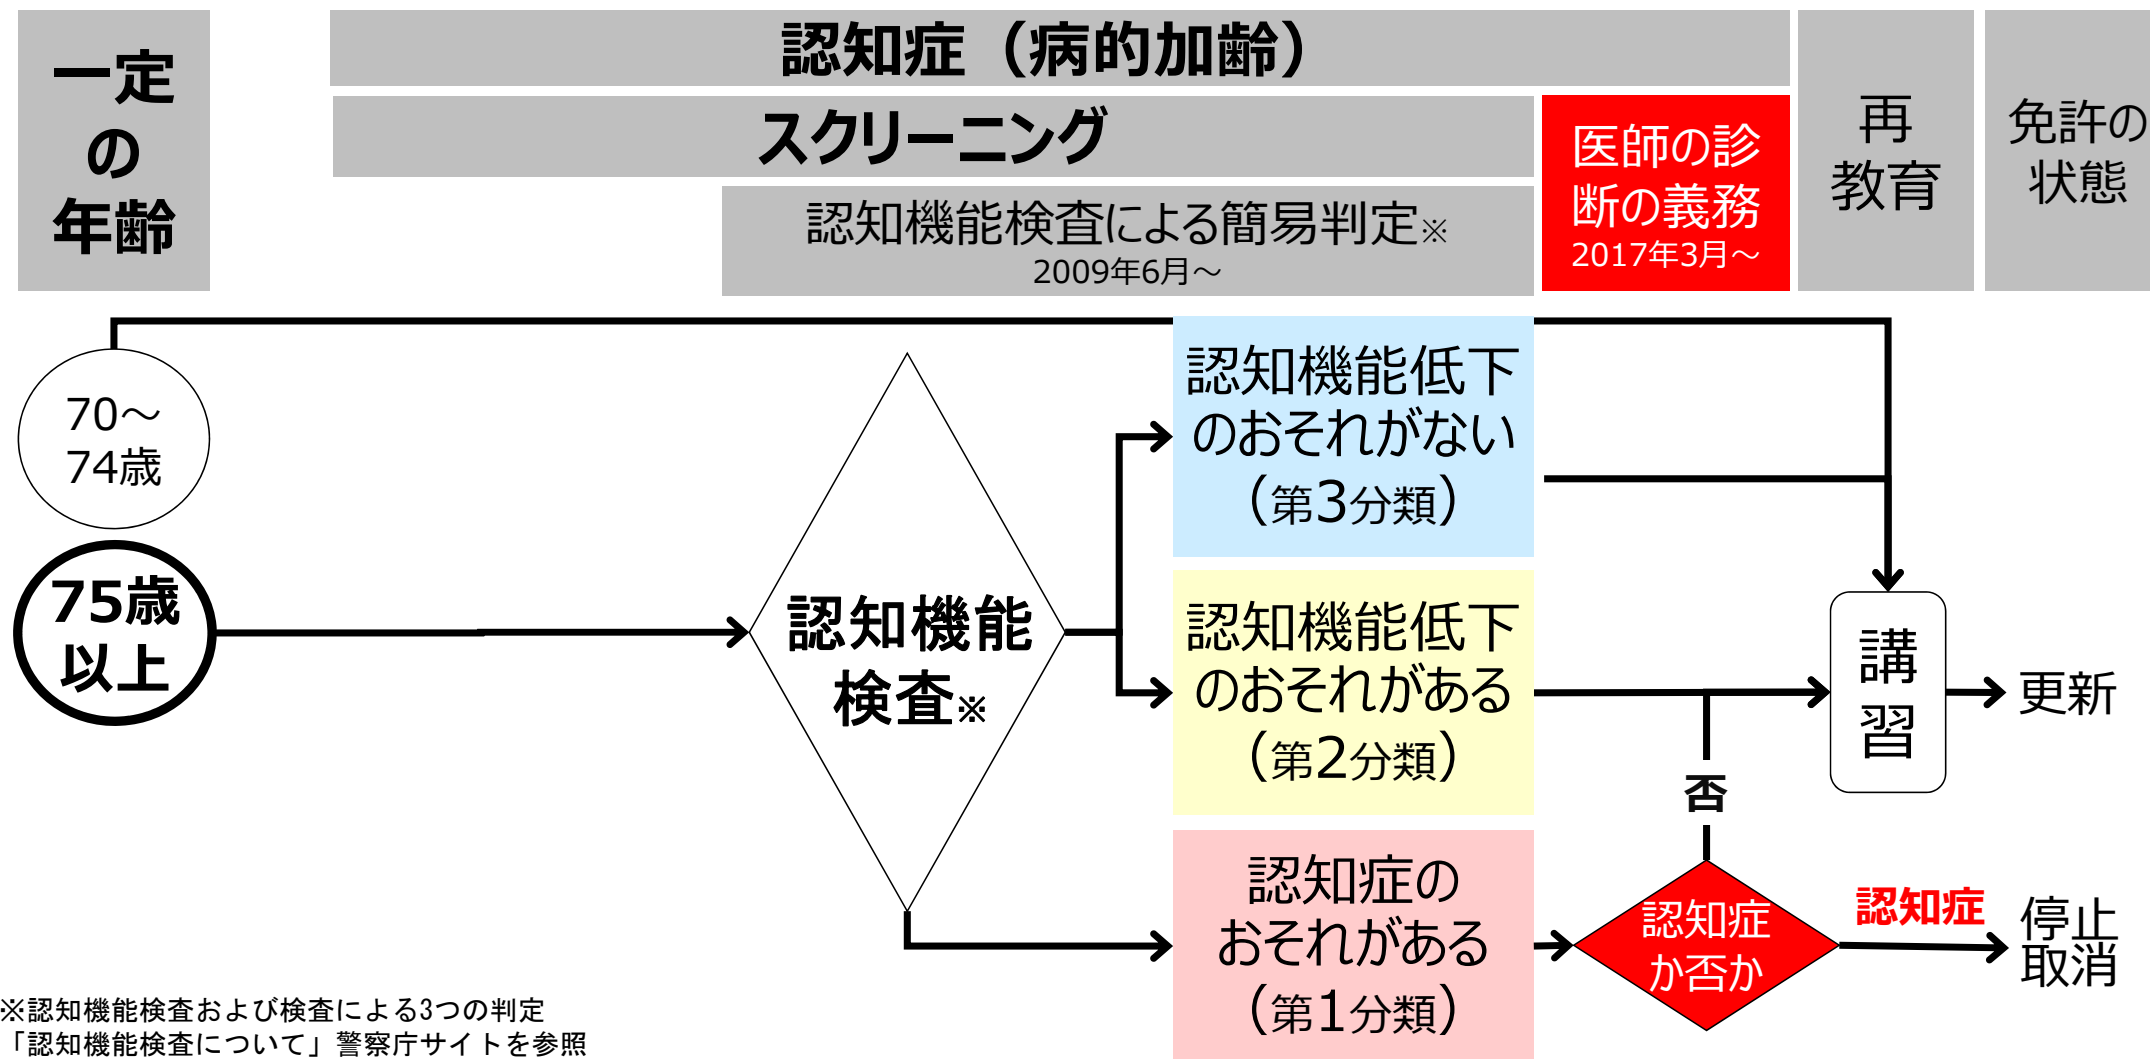 一定
の
年齢
認知症（病的加齢）
スクリーニング
認知機能検査による簡易判定※
2009年6月～
医師の診
断の義務
2017年3月～
再
教育
免許の
状態
70～
74歳
75歳
以上
認知機能
検査※
認知機能低下
のおそれがない
（第3分類）
認知機能低下
のおそれがある
（第2分類）
認知症の
おそれがある
（第1分類）
否
認知症
か否か
認知症
講
習
更新
停止
取消
※認知機能検査および検査による3つの判定
「認知機能検査について」警察庁サイトを参照